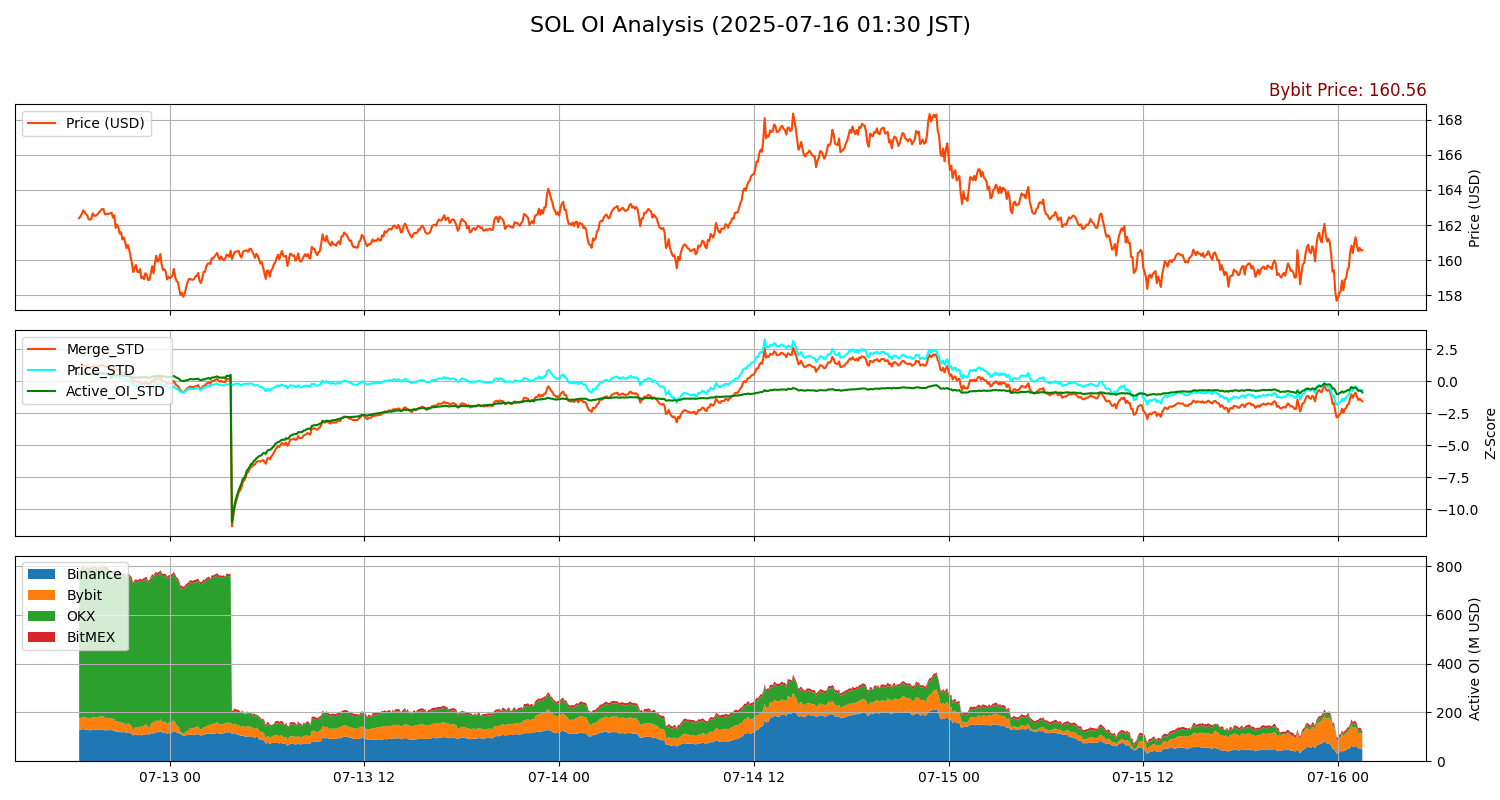 SOL OI Analysis (2025-07-16 01:30 JST)
Bybit Price: 160.56
Price (USD)
168
166
164
162
160
158
Price (USD)
Merge_STD
Price_STD
Active_OI_STD
2.5
0.0
−2.5
−5.0
−7.5
−10.0
Z-Score
Binance
Bybit
OKX
BitMEX
800
600
400
200
0
Active OI (M USD)
07-13 00
07-13 12
07-14 00
07-14 12
07-15 00
07-15 12
07-16 00